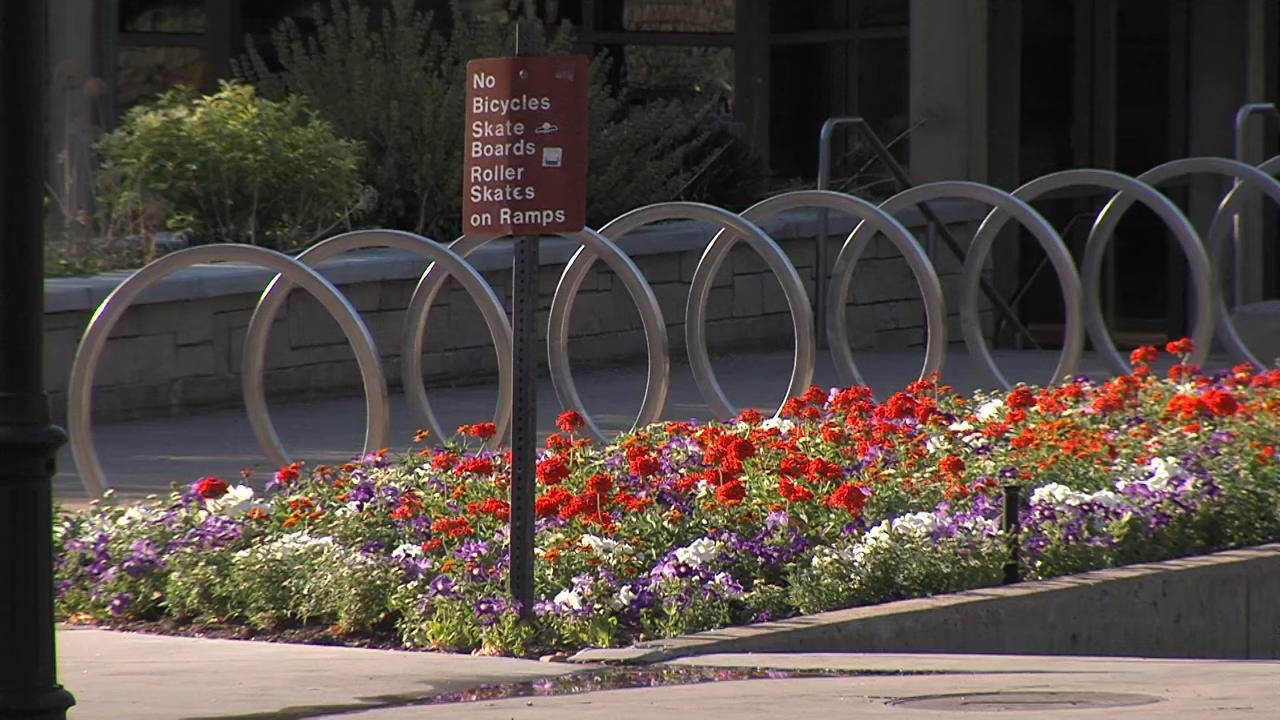 No
Bicycles
Skate
Boards
Roller
Skates
on Ramps